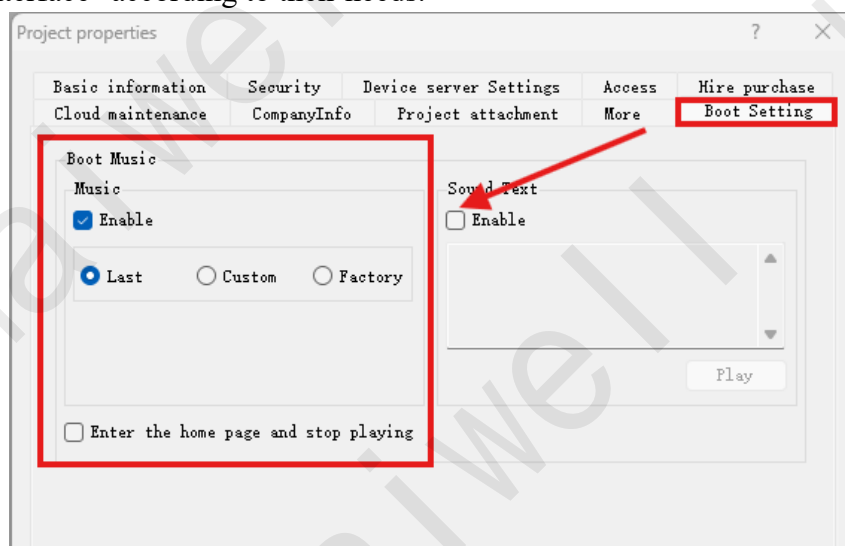 according to their needs.
Project properties ? ×
Basic information Security Device server Settings Access Hire purchase
Cloud maintenance CompanyInfo Project attachment More Boot Setting
Boot Music
Music Sound Text
Enable Enable
Last Custom Factory
Play
Enter the home page and stop playing